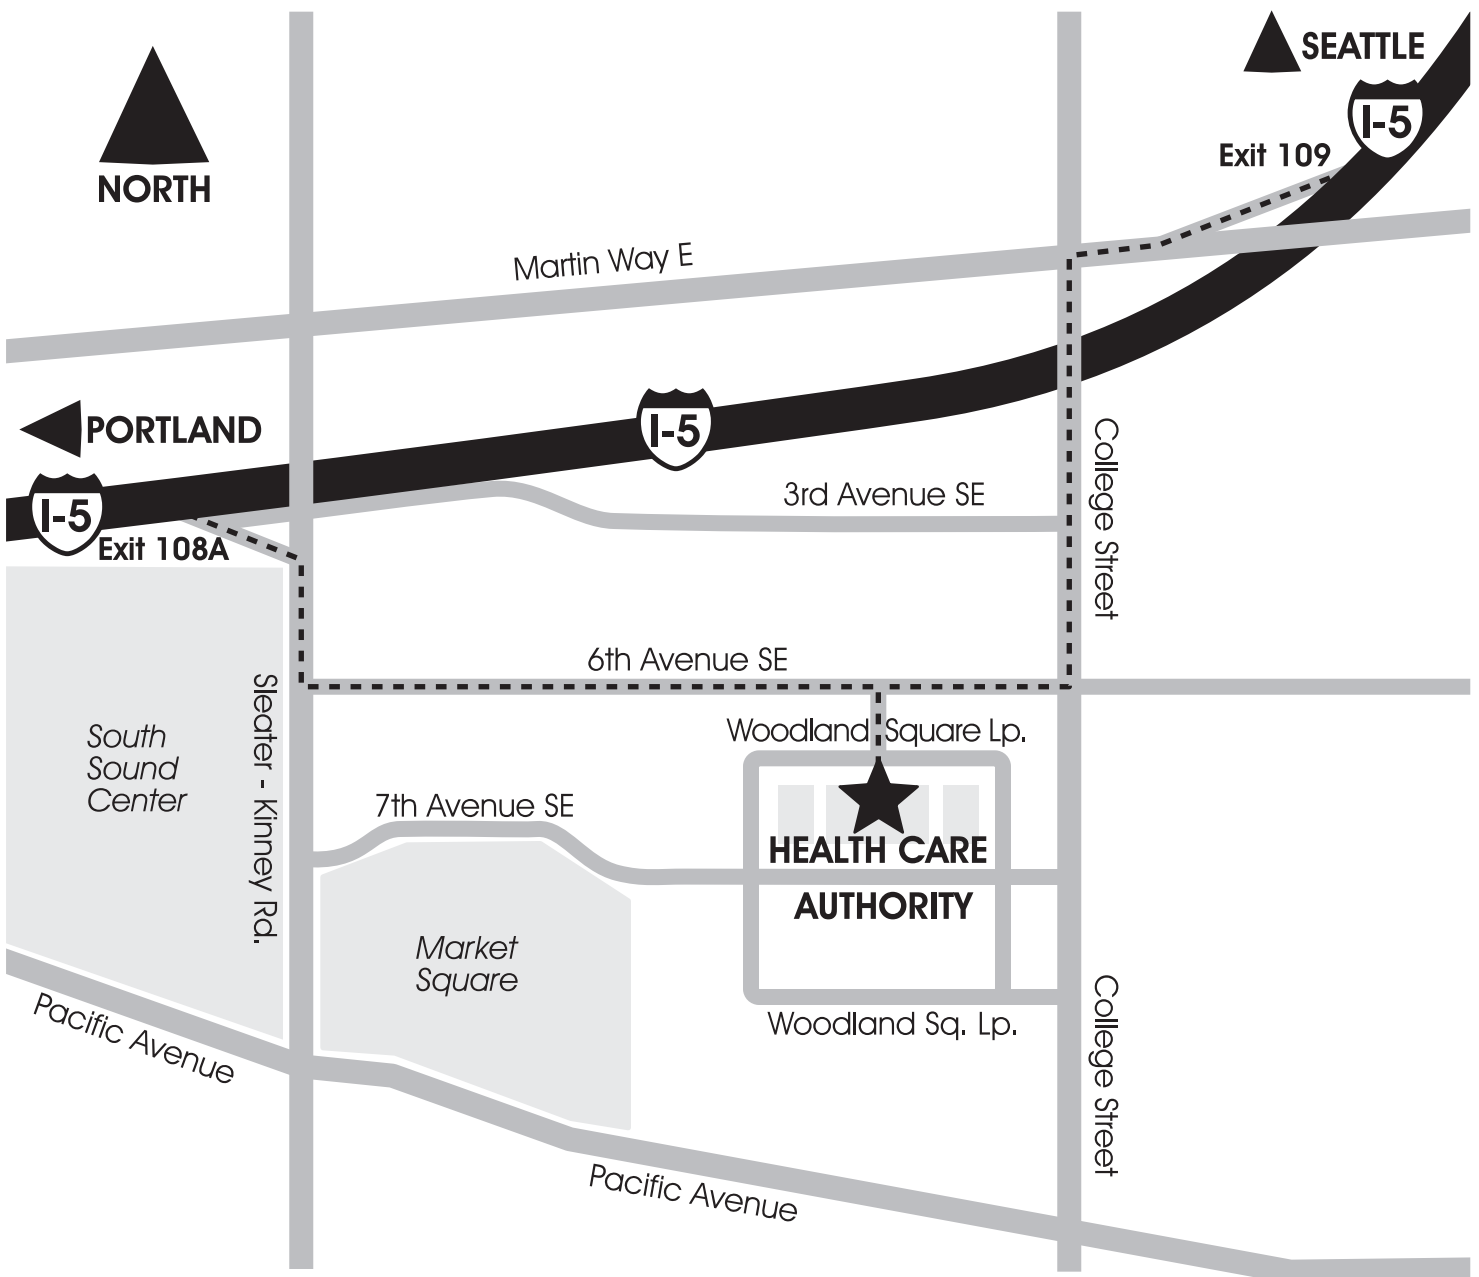 SEATTLE
I-5
Exit 109
NORTH
Martin Way E
PORTLAND
I-5
I-5
Exit 108A
3rd Avenue SE
College Street
6th Avenue SE
Sleater - Kinney Rd.
South
Sound
Center
Woodland Square Lp.
7th Avenue SE
HEALTH CARE
AUTHORITY
Market
Square
Woodland Sq. Lp.
College Street
Pacific Avenue
Pacific Avenue